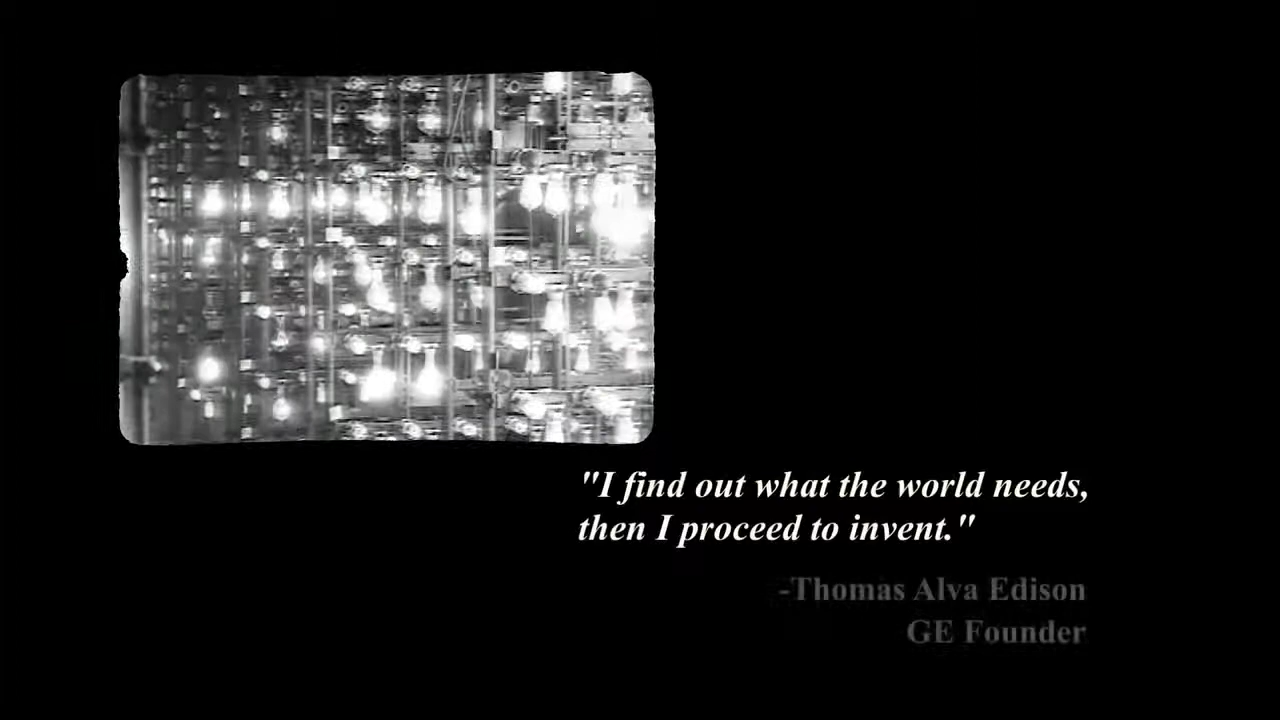 "I find out what the world needs,
then I proceed to invent."
-Thomas Alva Edison
GE Founder